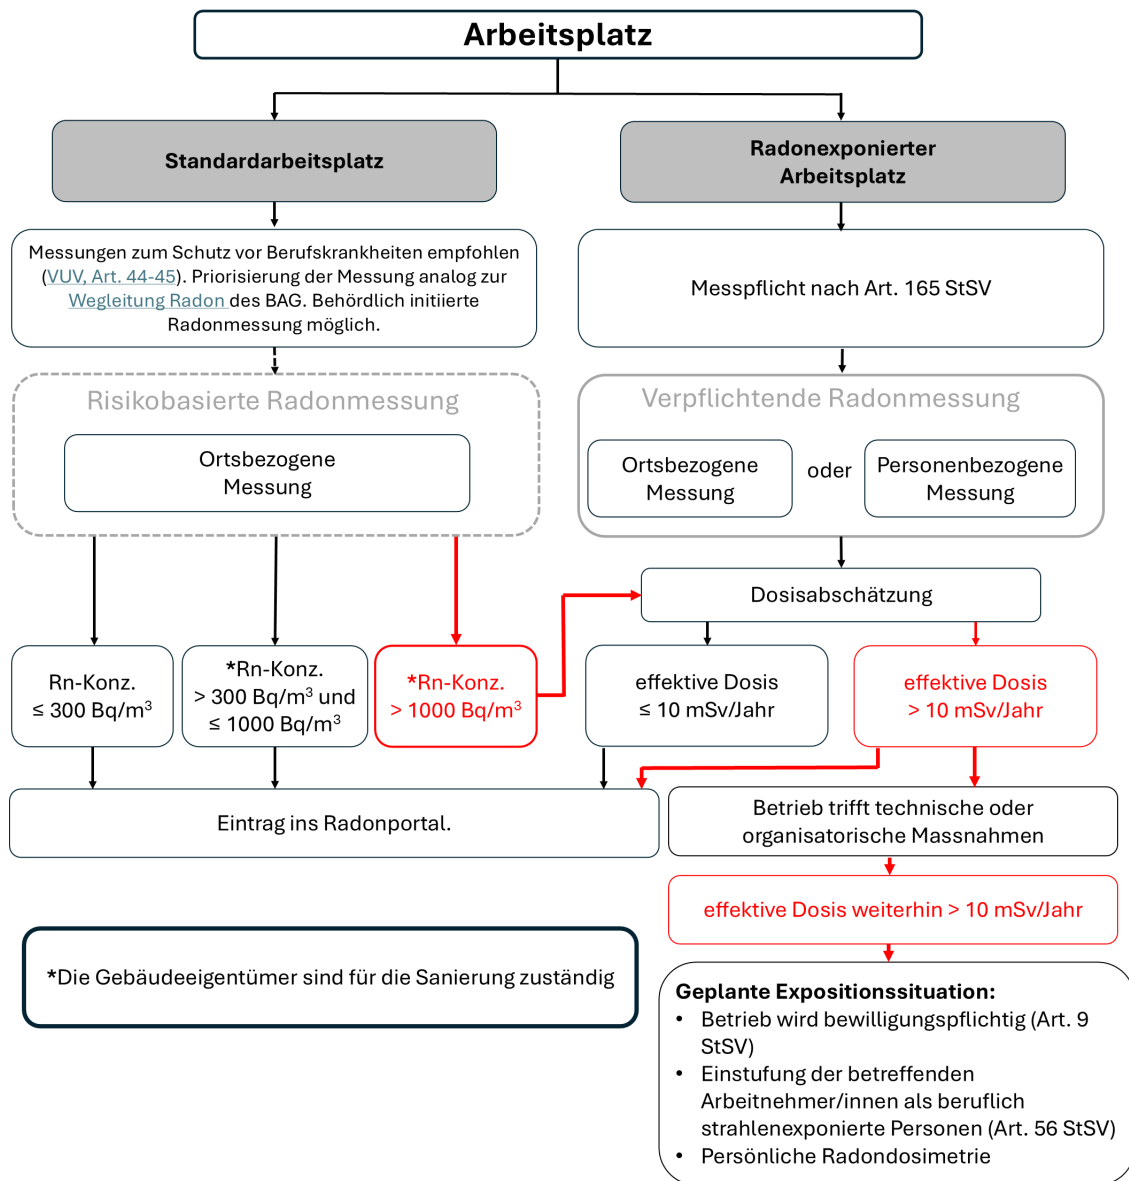 Arbeitsplatz
Standardarbeitsplatz
Radonexponierter
Arbeitsplatz
Messungen zum Schutz vor Berufskrankheiten empfohlen
(VUV, Art. 44-45). Priorisierung der Messung analog zur
Wegleitung Radon des BAG. Behördlich initiierte
Radonmessung möglich.
Messpflicht nach Art. 165 StSV
Risikobasierte Radonmessung
Ortsbezogene
Messung
Verpflichtende Radonmessung
Ortsbezogene
Messung
oder
Personenbezogene
Messung
Dosisabschätzung
Rn-Konz.
≤ 300 Bq/m³
*Rn-Konz.
> 300 Bq/m³ und
≤ 1000 Bq/m³
*Rn-Konz.
> 1000 Bq/m³
effektive Dosis
≤ 10 mSv/Jahr
effektive Dosis
> 10 mSv/Jahr
Eintrag ins Radonportal.
Betrieb trifft technische oder
organisatorische Massnahmen
effektive Dosis weiterhin > 10 mSv/Jahr
*Die Gebäudeeigentümer sind für die Sanierung zuständig
Geplante Expositionssituation:
• Betrieb wird bewilligungspflichtig (Art. 9
StSV)
• Einstufung der betreffenden
Arbeitnehmer/innen als beruflich
strahlenexponierte Personen (Art. 56 StSV)
• Persönliche Radondosimetrie